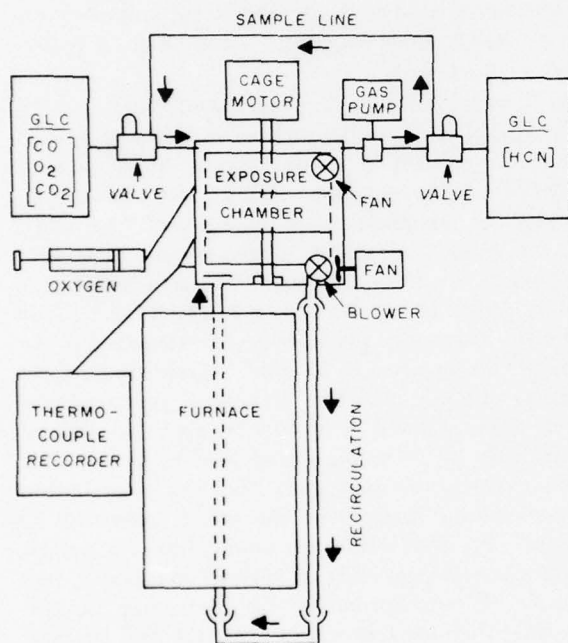 SAMPLE LINE
CAGE
MOTOR
GAS
PUMP
GLC
CO
O2
CO2
VALVE
GLC
[HCN]
VALVE
EXPOSURE
FAN
CHAMBER
OXYGEN
FAN
BLOWER
THERMO-
COUPLE
RECORDER
FURNACE
RECIRCULATION